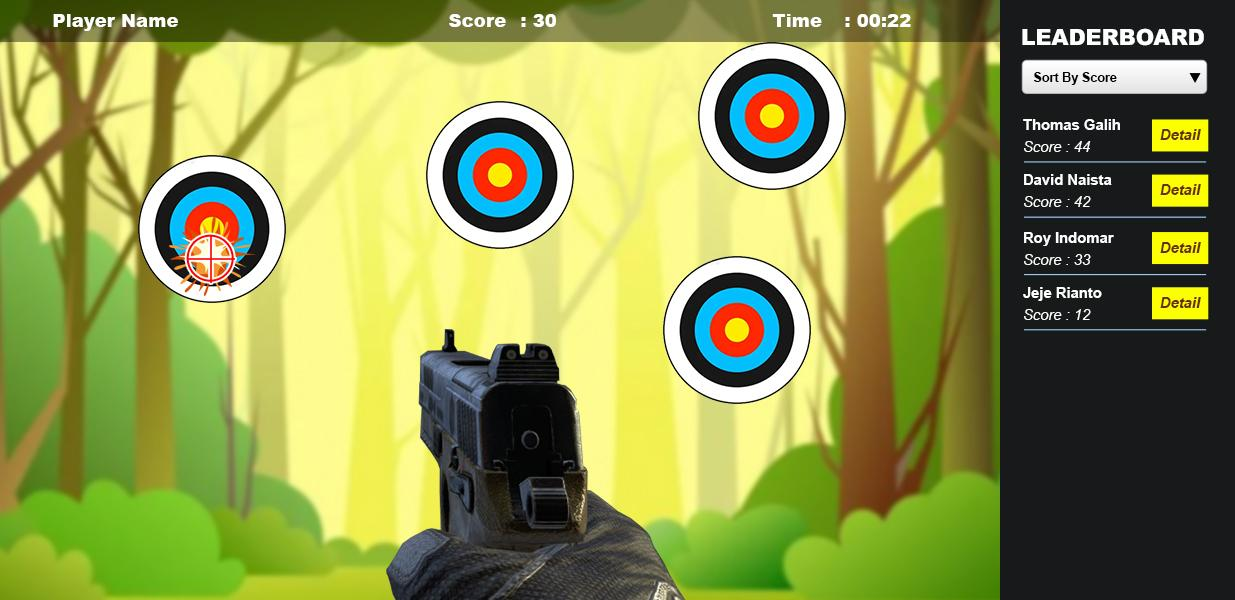 Player Name
Score : 30
Time : 00:22
LEADERBOARD
Sort By Score
Thomas Galih
Score : 44
Detail
David Naista
Score : 42
Detail
Roy Indomar
Score : 33
Detail
Jeje Rianto
Score : 12
Detail